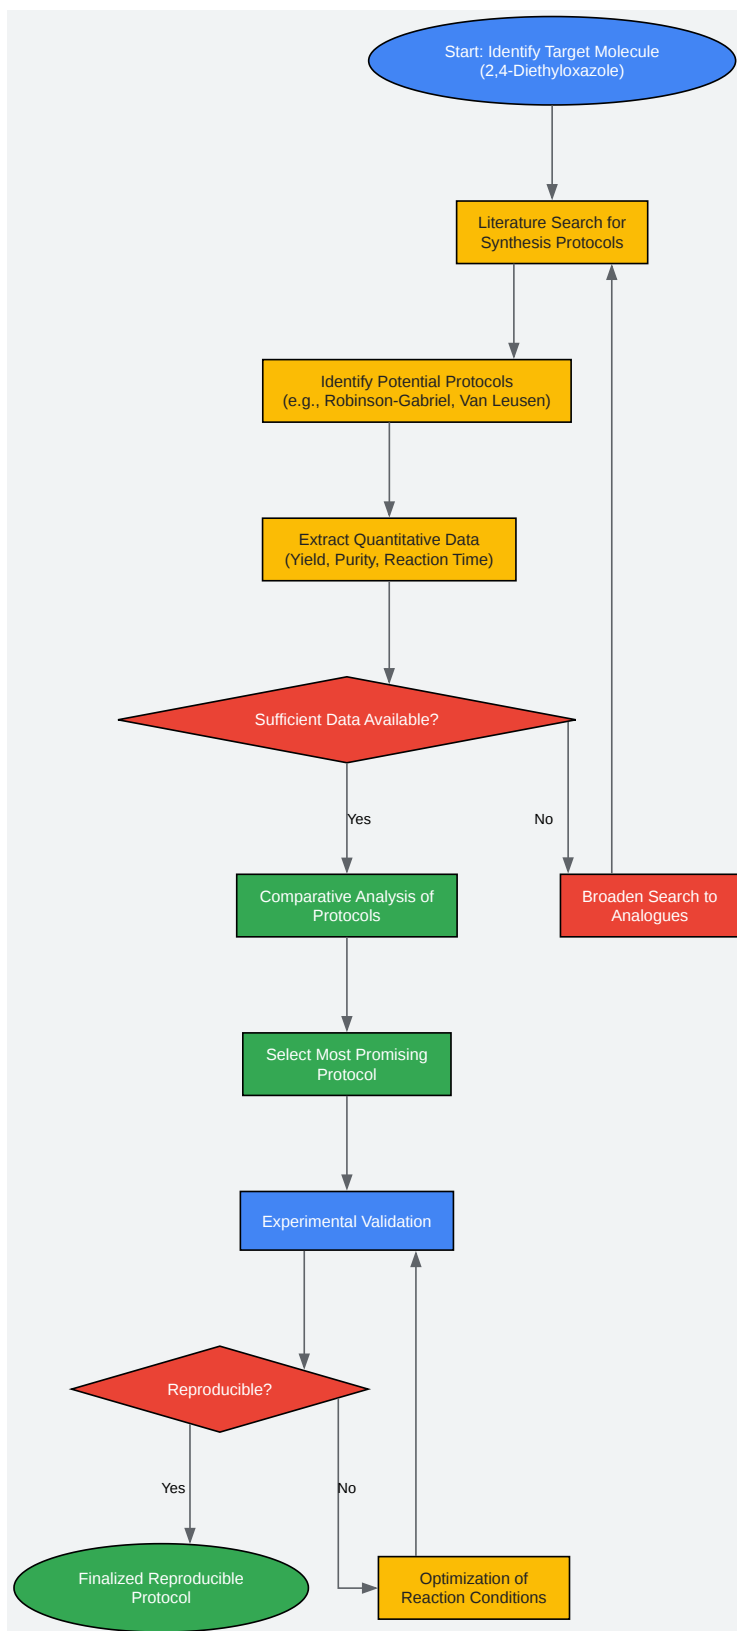 Start: Identify Target Molecule
(2,4-Diethyloxazole)
Literature Search for
Synthesis Protocols
Identify Potential Protocols
(e.g., Robinson-Gabriel, Van Leusen)
Extract Quantitative Data
(Yield, Purity, Reaction Time)
Sufficient Data Available?
Yes
No
Comparative Analysis of
Protocols
Broaden Search to
Analogues
Select Most Promising
Protocol
Experimental Validation
Reproducible?
Yes
No
Finalized Reproducible
Protocol
Optimization of
Reaction Conditions